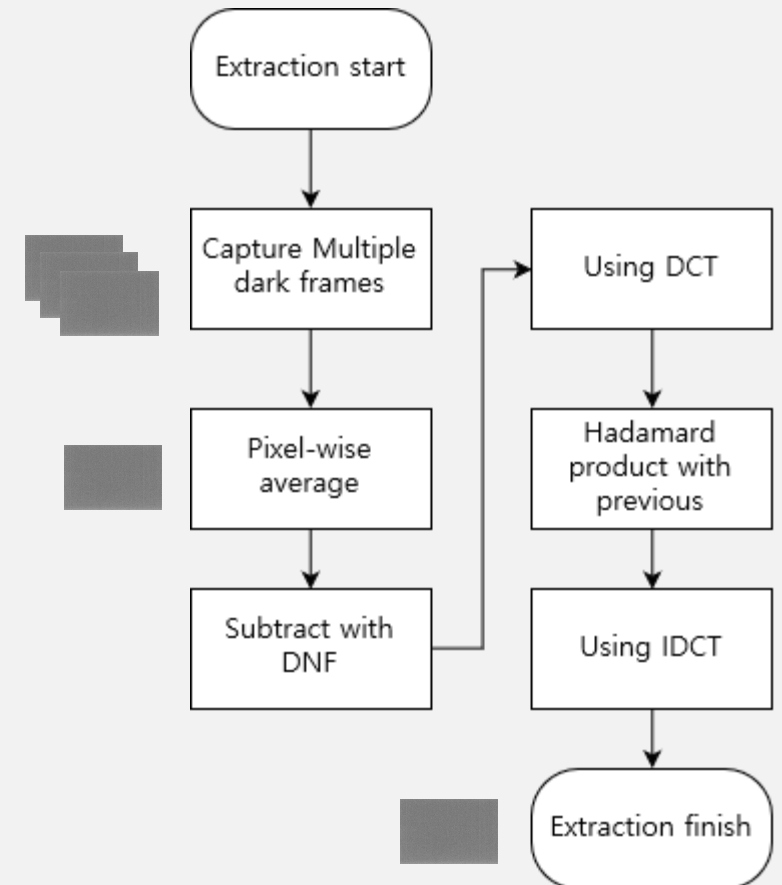 Extraction start
Capture Multiple
dark frames
Pixel-wise
average
Subtract with
DNF
Using DCT
Hadamard
product with
previous
Using IDCT
Extraction finish